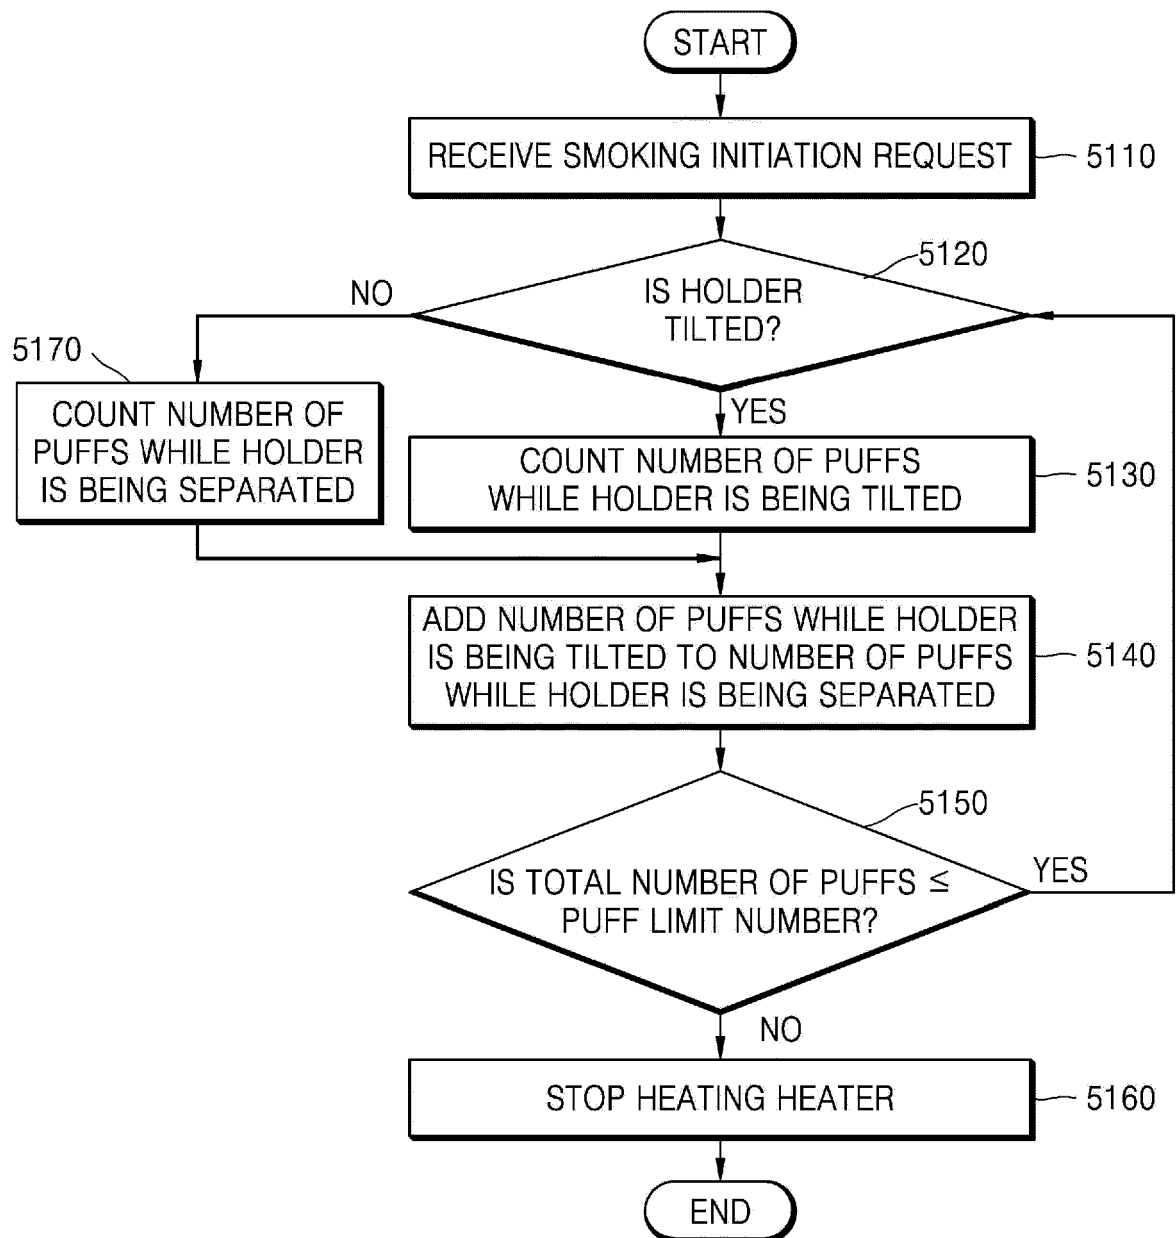 START
RECEIVE SMOKING INITIATION REQUEST
5110
5120
IS HOLDER
TILTED?
NO
YES
5170
COUNT NUMBER OF
PUFFS WHILE HOLDER
IS BEING SEPARATED
COUNT NUMBER OF PUFFS
WHILE HOLDER IS BEING TILTED
5130
ADD NUMBER OF PUFFS WHILE HOLDER
IS BEING TILTED TO NUMBER OF PUFFS
WHILE HOLDER IS BEING SEPARATED
5140
5150
IS TOTAL NUMBER OF PUFFS ≦
PUFF LIMIT NUMBER?
YES
NO
STOP HEATING HEATER
5160
END